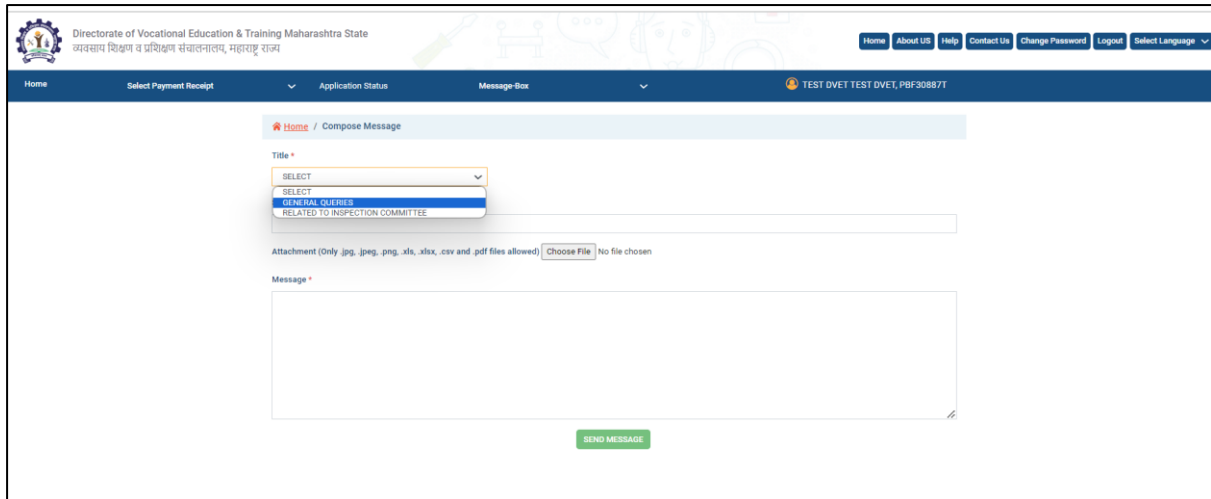 Directorate of Vocational Education & Training Maharashtra State
व्यवसाय शिक्षण व प्रशिक्षण संचालनालय, महाराष्ट्र राज्य
Home About US Help Contact Us Change Password Logout Select Language
Home Select Payment Receipt Application Status Message-Box TEST DVET TEST DVET, PBF30887T
Home / Compose Message
Title *
SELECT
SELECT
GENERAL QUERIES
RELATED TO INSPECTION COMMITTEE
Attachment (Only .jpg, .jpeg, .png, .xls, .xlsx, .csv and .pdf files allowed) Choose File No file chosen
Message *
SEND MESSAGE